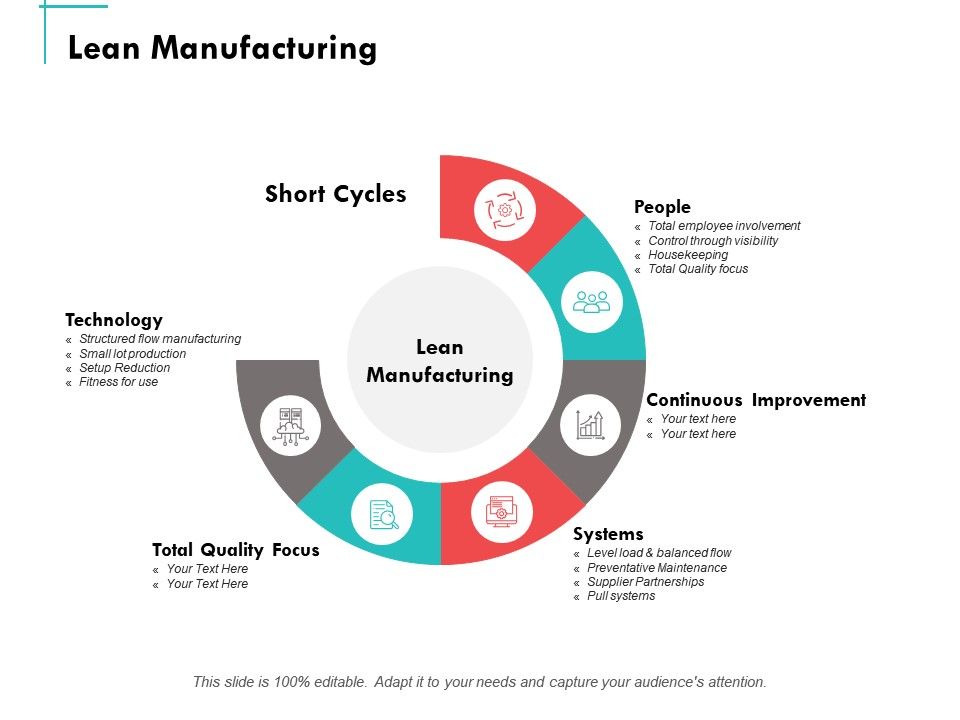 Lean Manufacturing
Short Cycles
People
« Total employee involvement
« Control through visibility
« Housekeeping
« Total Quality focus
Technology
« Structured flow manufacturing
« Small lot production
« Setup Reduction
« Fitness for use
Lean
Manufacturing
Continuous Improvement
« Your text here
« Your text here
Systems
« Level load & balanced flow
« Preventative Maintenance
« Supplier Partnerships
« Pull systems
Total Quality Focus
« Your Text Here
« Your Text Here
This slide is 100% editable. Adapt it to your needs and capture your audience's attention.